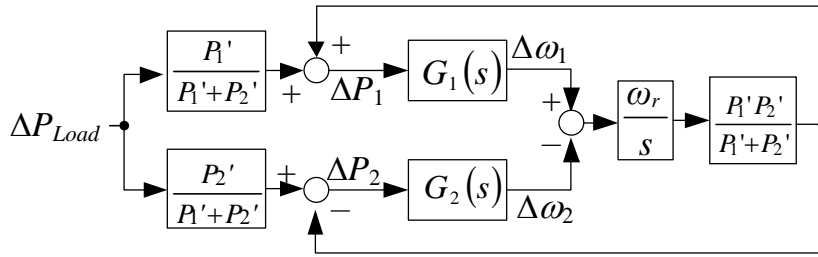 P₁'
P₁'+P₂'
+
+
ΔP₁
G₁(s)
Δω₁
ΔP_Load
+
−
ω_r
s
P₁'P₂'
P₁'+P₂'
P₂'
P₁'+P₂'
+
−
ΔP₂
G₂(s)
Δω₂